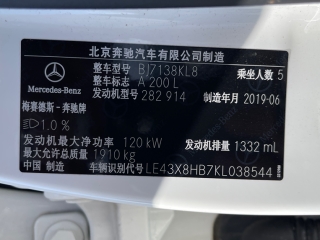 北京奔驰汽车有限公司制造
整车型号 BJ7138KL8 乘坐人数 5
整车版本标志 A 200 L
Mercedes-Benz 发动机型号 282 914 制造年月 2019-06
梅赛德斯-奔驰牌
1.0 %
发动机最大净功率 120 kW 发动机排量 1332 mL
最大允许总质量 1910 kg
中国 制造 车辆识别代号 LE43X8HB7KL038544